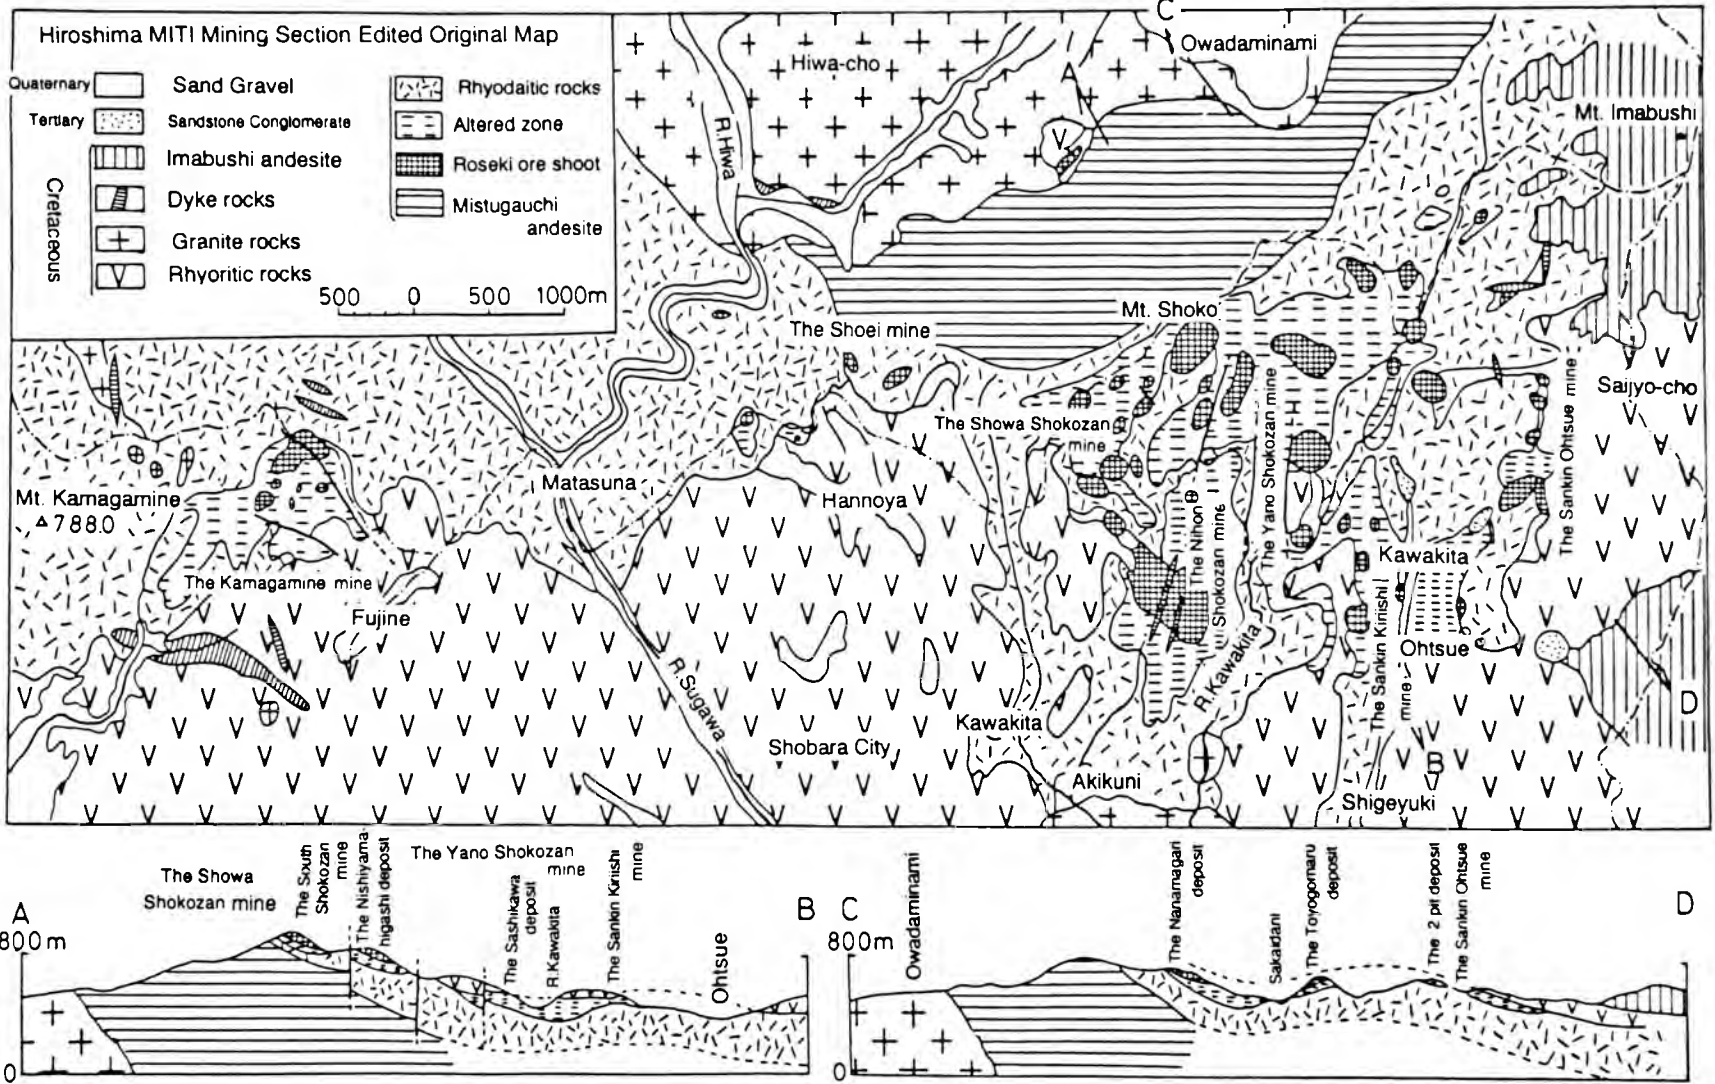 Hiroshima MITI Mining Section Edited Original Map
Quaternary
Sand Gravel
Tertiary
Sandstone Conglomerate
Cretaceous
Imabushi andesite
Dyke rocks
Granite rocks
Rhyoritic rocks
Rhyodaitic rocks
Altered zone
Roseki ore shoot
Mistugauchi
andesite
500 0 500 1000m
C
Owadaminami
Hiwa-cho
A
Mt. Imabushi
R.Hiwa
Mt. Shoko
The Shoei mine
Saijyo-cho
The Showa Shokozan
mine
The Yano Shokozan mine
The Sankin Ohtsue mine
Matasuna
Hannoya
Mt. Kamagamine
△788.0
The Nihon
Shokozan mine
Kawakita
The Kamagamine mine
Fujine
The Sankin Kiniishi
mine
Ohtsue
R.Kawakita
R.Sugawa
D
Kawakita
Shobara City
B
Akikuni
Shigeyuki
The Showa
Shokozan mine
The South
Shokozan
mine
The Nishiyama-
higashi deposit
The Yano Shokozan
mine
The Sashikawa
deposit
R.Kawakita
The Sankin Kiniishi
mine
Ohtsue
A
B
800m
0
C
D
800m
0
Owadaminami
The Nanamagari
deposit
Sakaidani
The Toyogomaru
deposit
The 2 pit deposit
The Sankin Ohtsue
mine